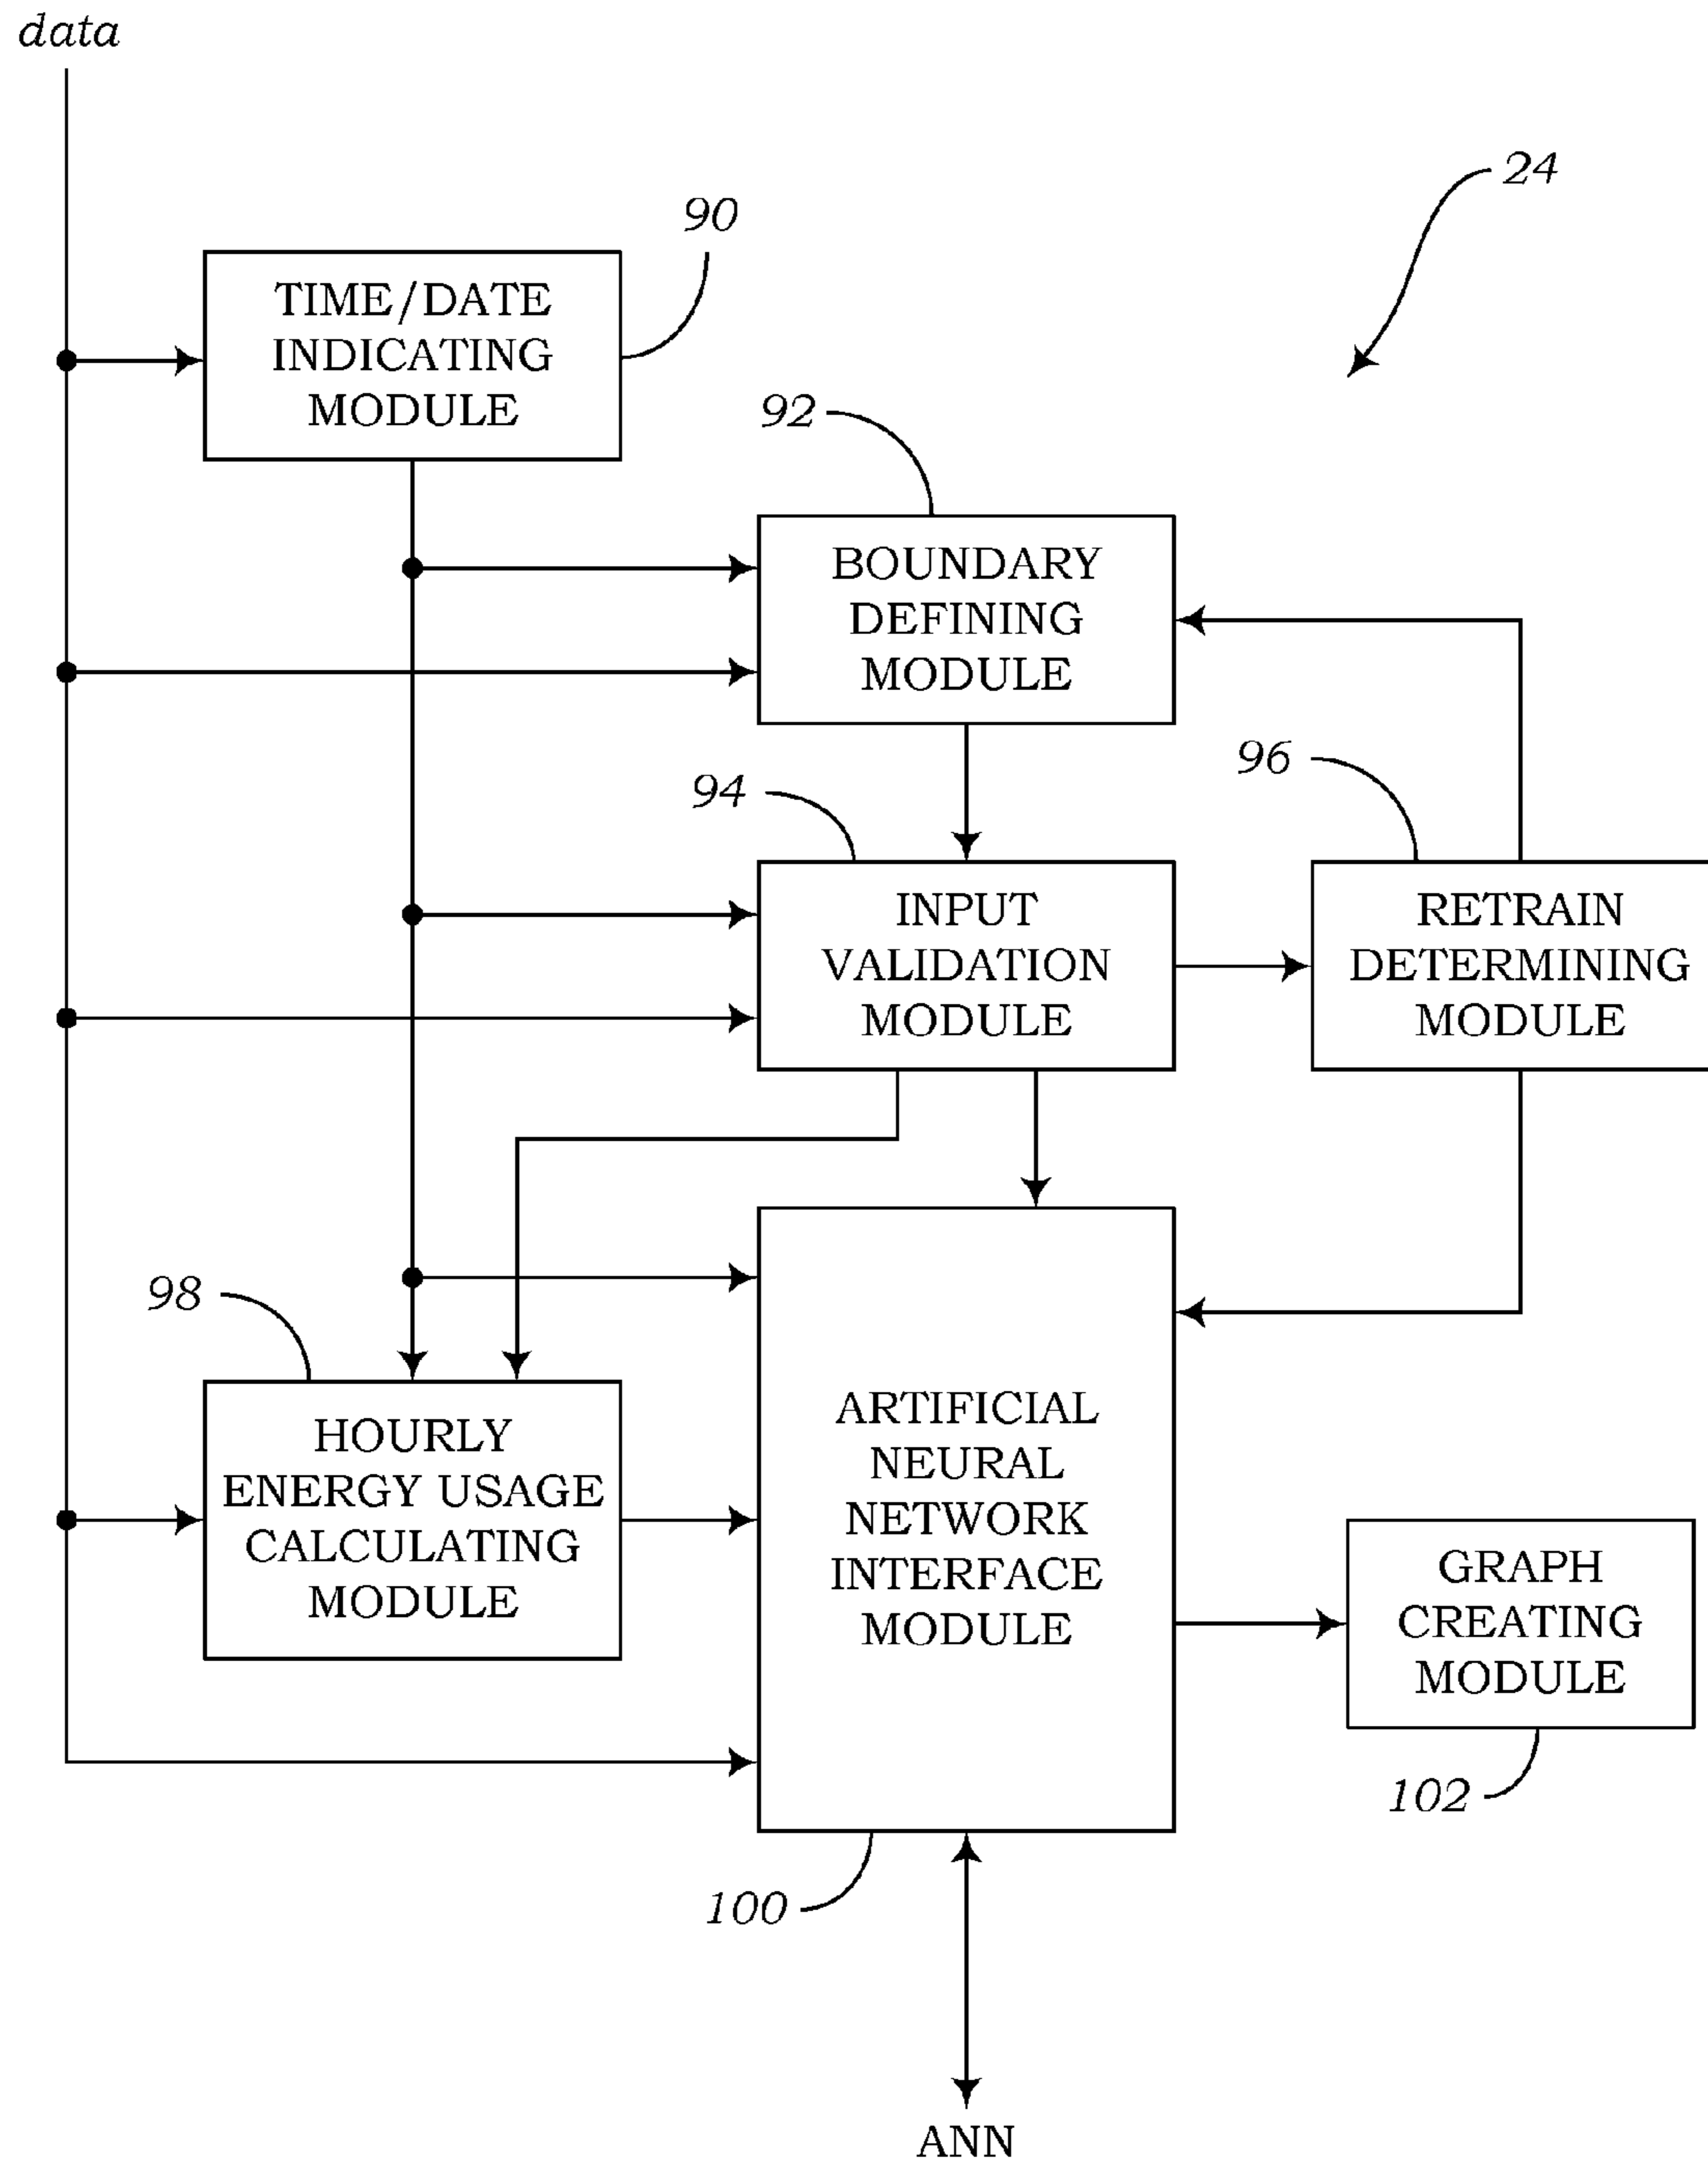 data
24
90
TIME/DATE
INDICATING
MODULE
92
BOUNDARY
DEFINING
MODULE
94
96
INPUT
VALIDATION
MODULE
RETRAIN
DETERMINING
MODULE
98
HOURLY
ENERGY USAGE
CALCULATING
MODULE
ARTIFICIAL
NEURAL
NETWORK
INTERFACE
MODULE
GRAPH
CREATING
MODULE
102
100
ANN